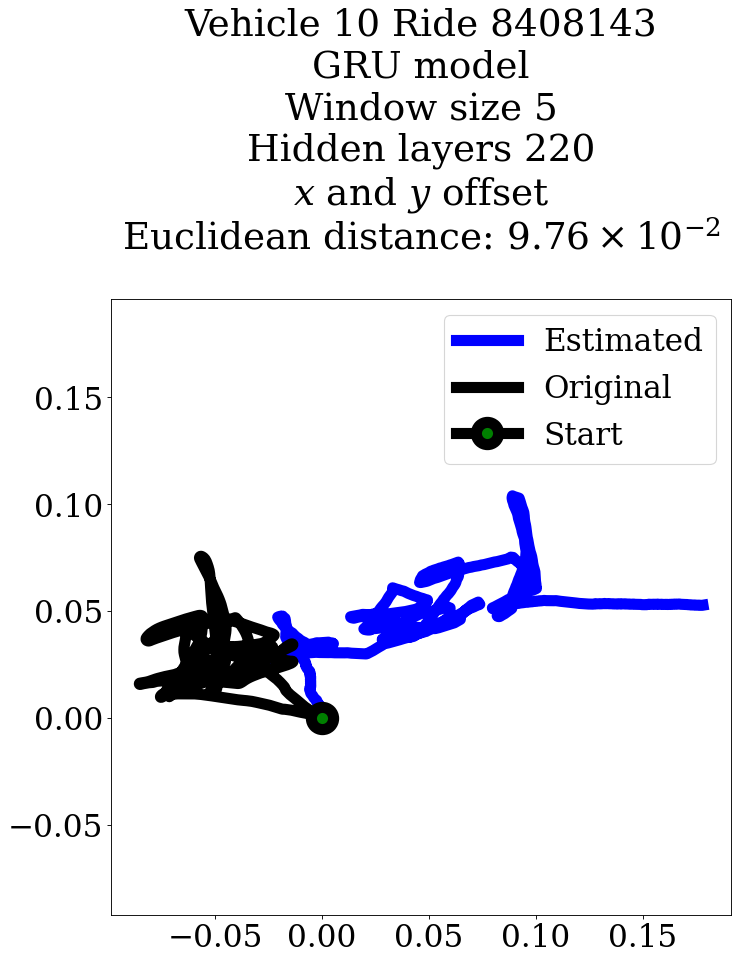 Vehicle 10 Ride 8408143
GRU model
Window size 5
Hidden layers 220
x and y offset
Euclidean distance: 9.76 × 10⁻²
Estimated
Original
Start
0.15
0.10
0.05
0.00
−0.05
−0.05 0.00 0.05 0.10 0.15